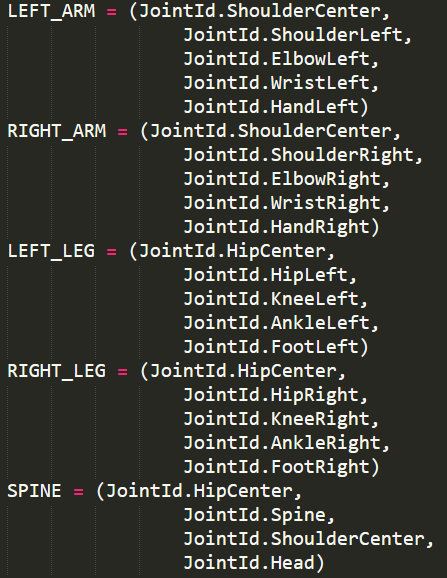 LEFT_ARM = (JointId.ShoulderCenter,
JointId.ShoulderLeft,
JointId.ElbowLeft,
JointId.WristLeft,
JointId.HandLeft)
RIGHT_ARM = (JointId.ShoulderCenter,
JointId.ShoulderRight,
JointId.ElbowRight,
JointId.WristRight,
JointId.HandRight)
LEFT_LEG = (JointId.HipCenter,
JointId.HipLeft,
JointId.KneeLeft,
JointId.AnkleLeft,
JointId.FootLeft)
RIGHT_LEG = (JointId.HipCenter,
JointId.HipRight,
JointId.KneeRight,
JointId.AnkleRight,
JointId.FootRight)
SPINE = (JointId.HipCenter,
JointId.Spine,
JointId.ShoulderCenter,
JointId.Head)